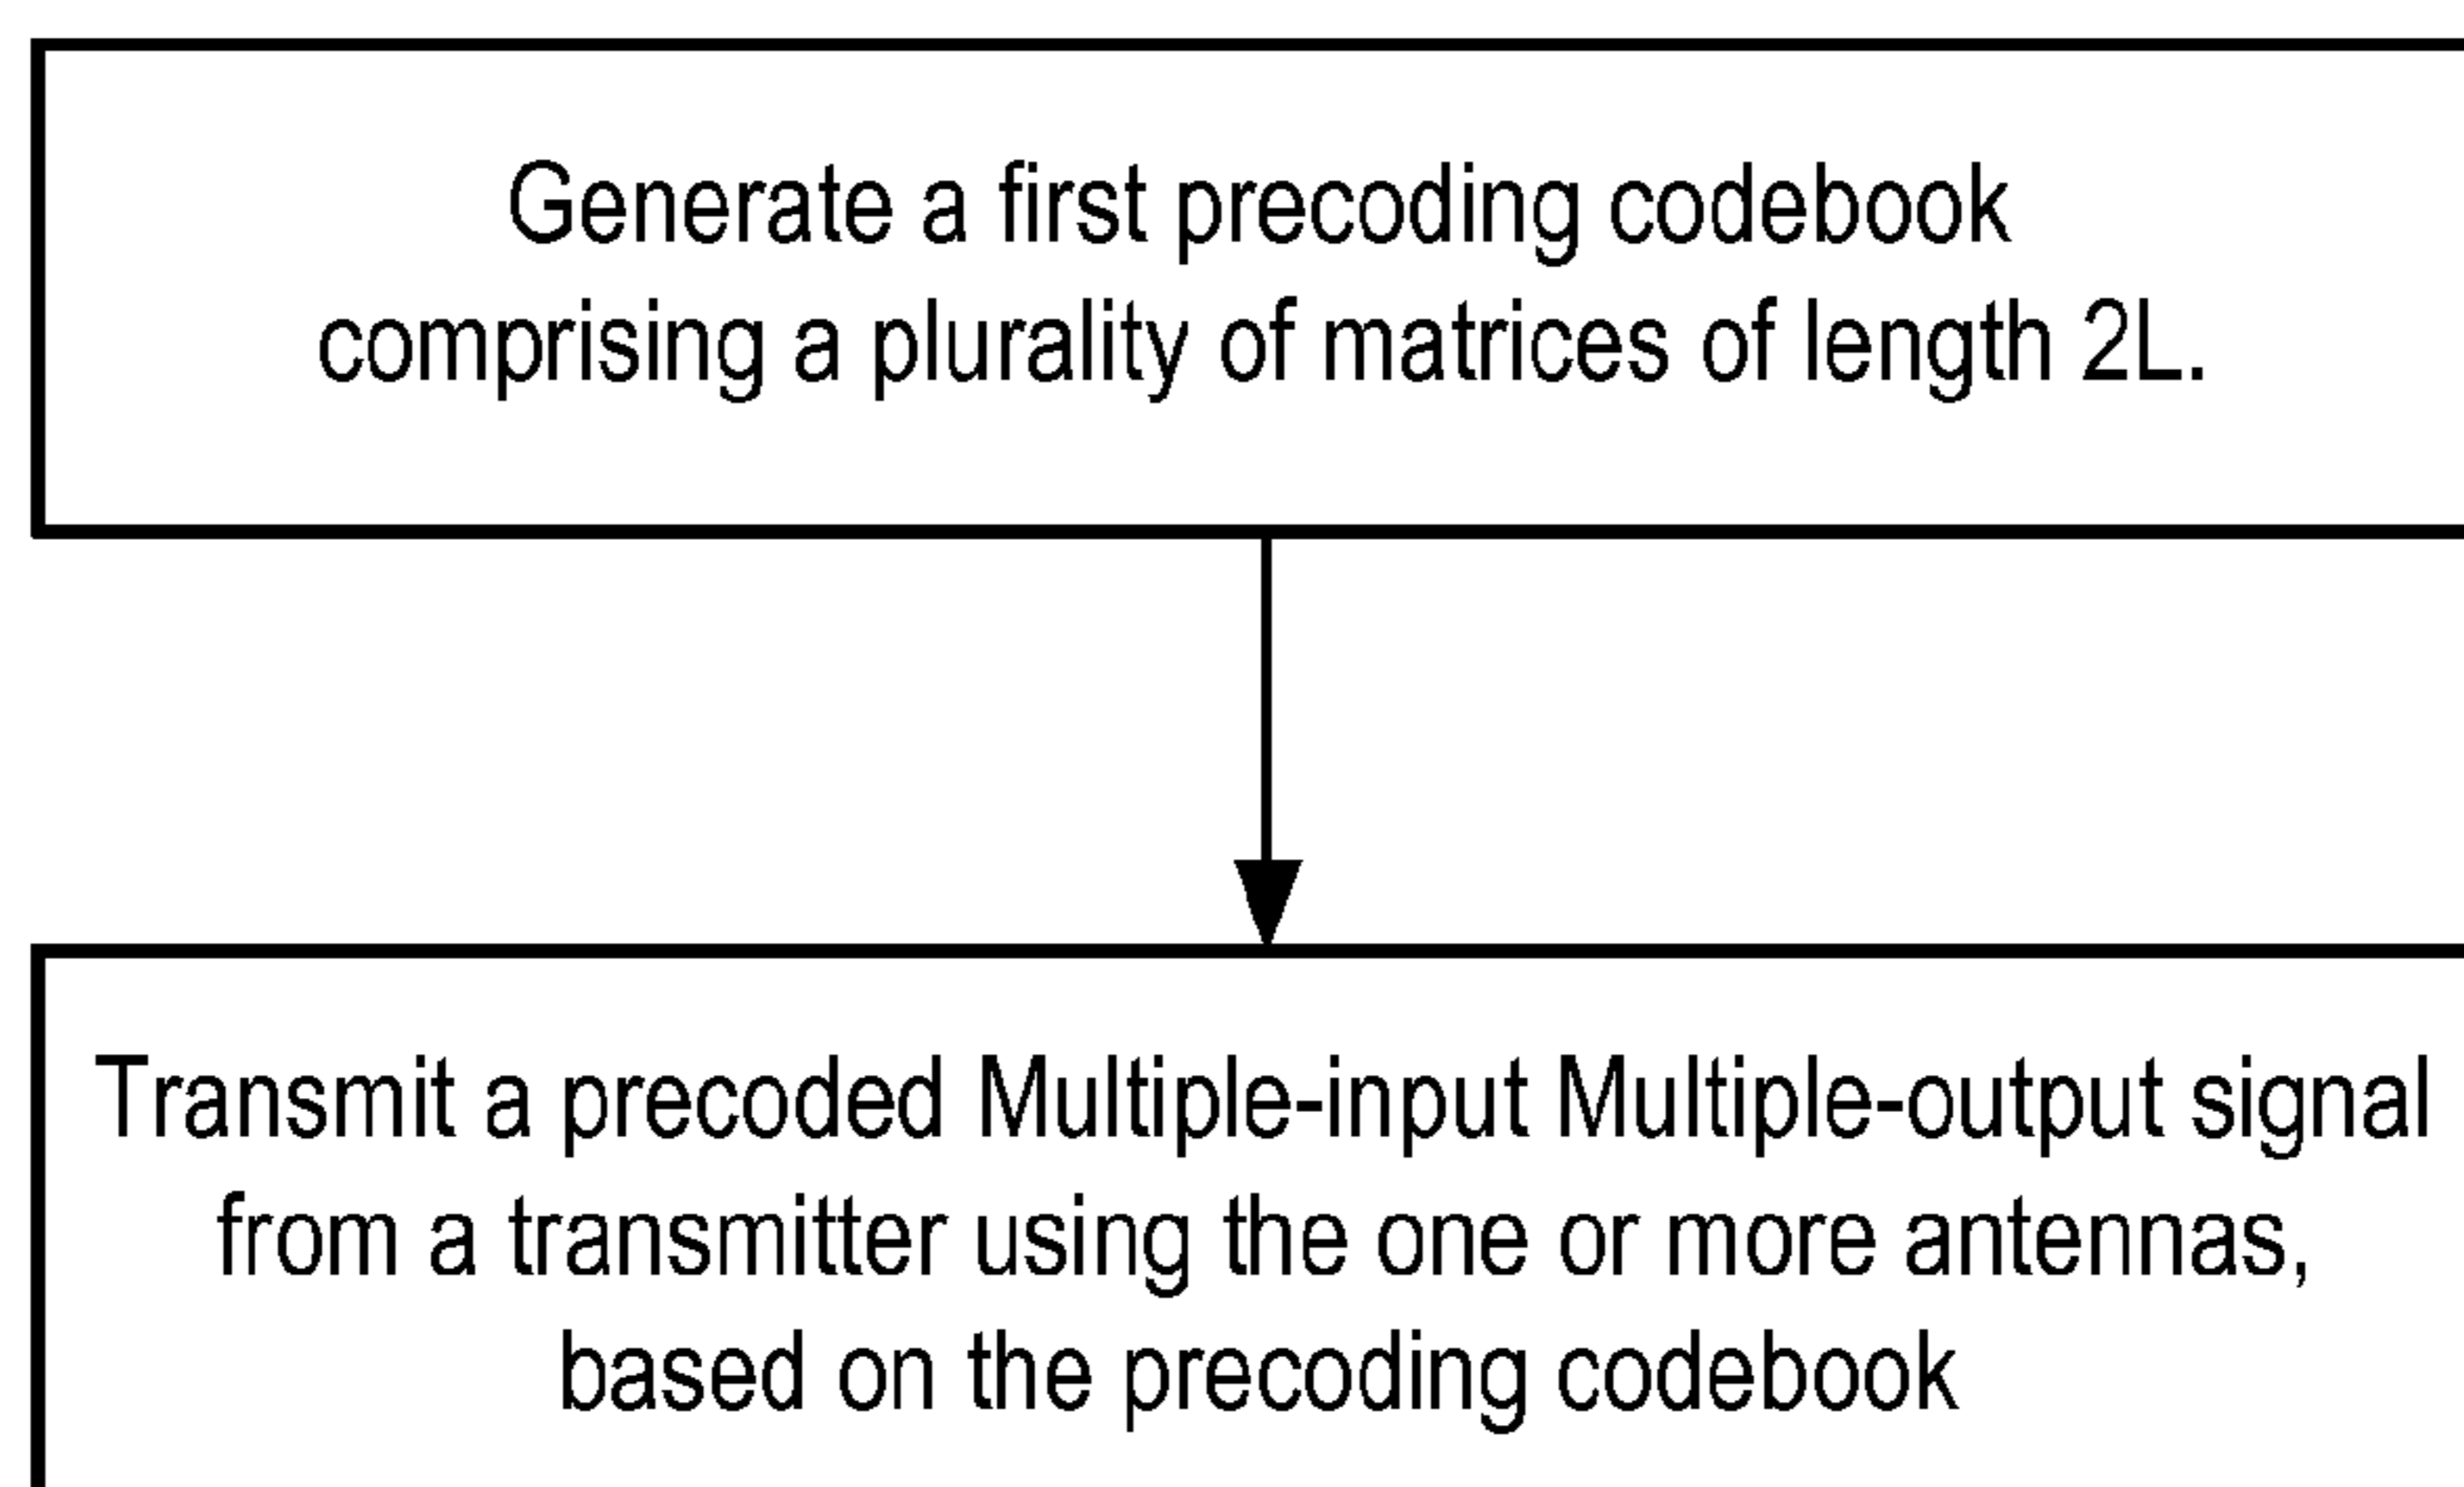 Generate a first precoding codebook
comprising a plurality of matrices of length 2L.
Transmit a precoded Multiple-input Multiple-output signal
from a transmitter using the one or more antennas,
based on the precoding codebook